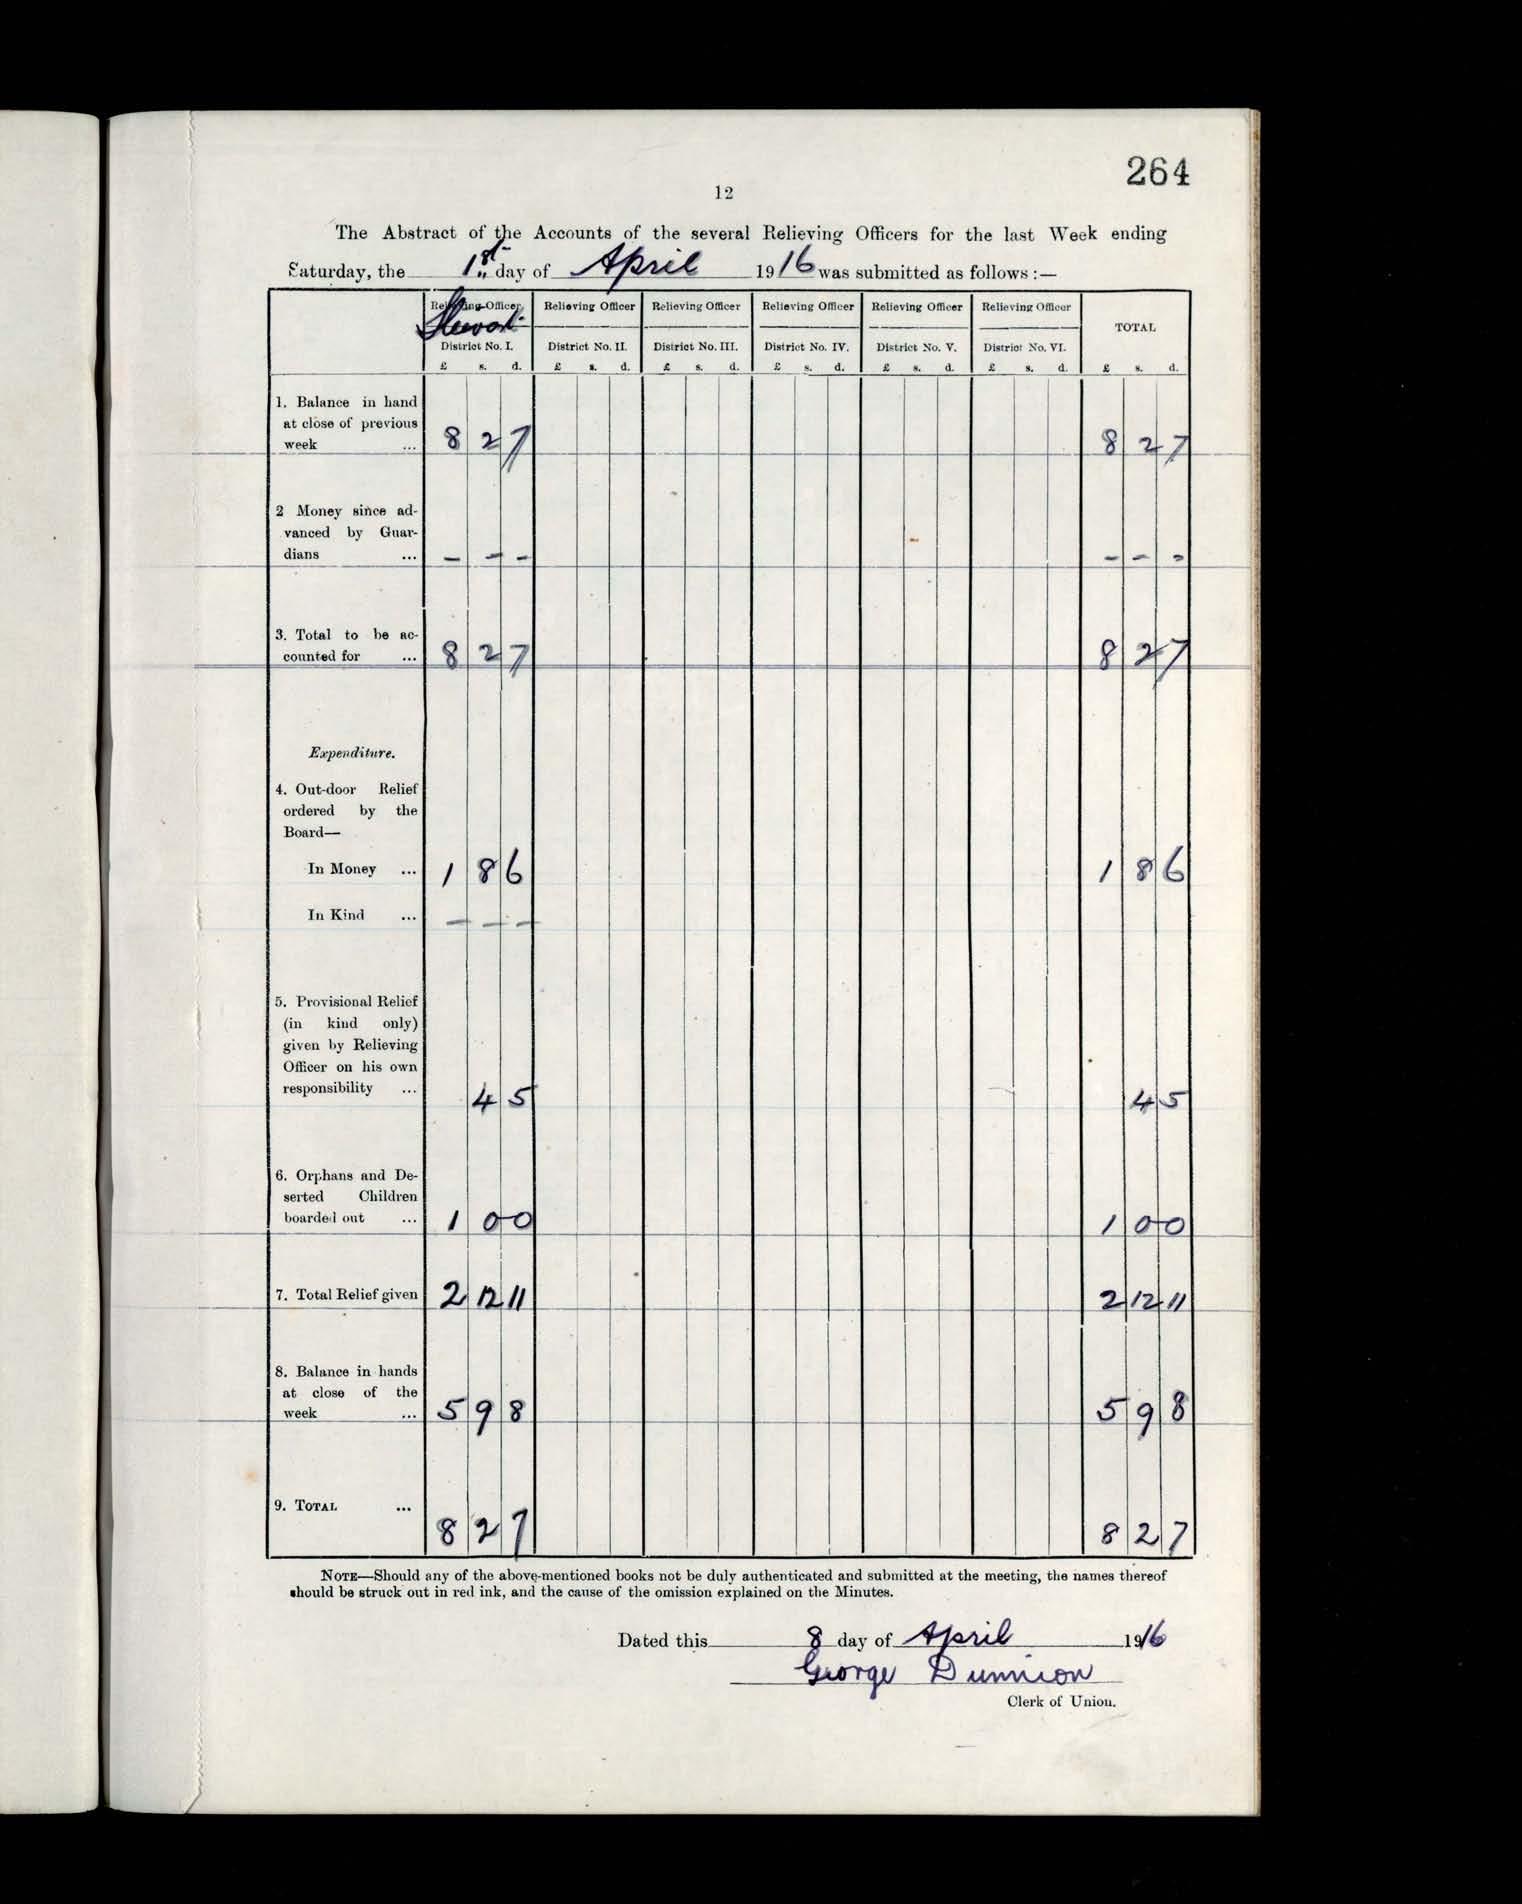 264
12
The Abstract of the Accounts of the several Relieving Officers for the last Week ending
Saturday, the 1st day of April 1916 was submitted as follows :—
Relieving Officer Relieving Officer Relieving Officer Relieving Officer Relieving Officer Relieving Officer
Stewart TOTAL
District No. I. District No. II. District No. III. District No. IV. District No. V. District No. VI.
£ s. d. £ s. d. £ s. d. £ s. d. £ s. d. £ s. d. £ s. d.
1. Balance in hand
at close of previous
week ... 8 2 7 8 2 7
2 Money since ad-
vanced by Guar-
dians ... – – – – – –
3. Total to be ac-
counted for ... 8 2 7 8 2 7
Expenditure.
4. Out-door Relief
ordered by the
Board—
In Money ... 1 8 6 1 8 6
In Kind ... – – –
5. Provisional Relief
(in kind only)
given by Relieving
Officer on his own
responsibility ... 4 5 4 5
6. Orphans and De-
serted Children
boarded out ... 1 0 0 1 0 0
7. Total Relief given 2 12 11 2 12 11
8. Balance in hands
at close of the
week ... 5 9 8 5 9 8
9. TOTAL ... 8 2 7 8 2 7
NOTE—Should any of the above-mentioned books not be duly authenticated and submitted at the meeting, the names thereof
should be struck out in red ink, and the cause of the omission explained on the Minutes.
Dated this 8 day of April 1916
George Dunnion
Clerk of Union.